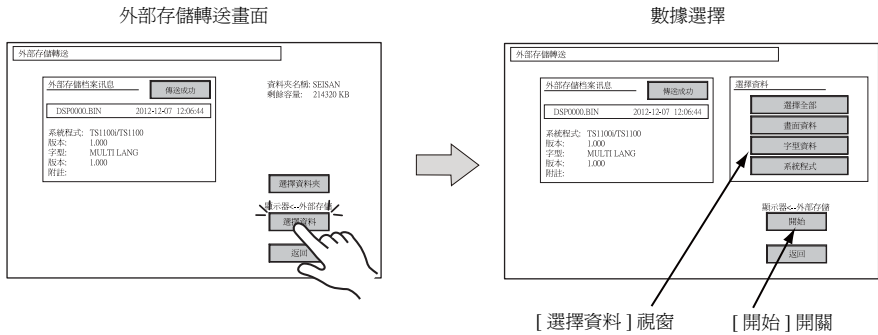 外部存儲轉送畫面
外部存儲轉送
外部存儲档案讯息
傳送成功
DSP0000.BIN 2012-12-07 12:06:44
系統程式: TS1100i/TS1100
版本: 1.000
字型: MULTI LANG
版本: 1.000
附註:
資料夾名稱: SEISAN
剩餘容量: 214320 KB
選擇資料夾
顯示器<--外部存儲
選擇資料
返回
數據選擇
外部存儲轉送
外部存儲档案讯息
傳送成功
DSP0000.BIN 2012-12-07 12:06:44
系統程式: TS1100i/TS1100
版本: 1.000
字型: MULTI LANG
版本: 1.000
附註:
選擇資料
選擇全部
畫面資料
字型資料
系統程式
顯示器<--外部存儲
開始
返回
[ 選擇資料 ] 視窗
[ 開始 ] 開關